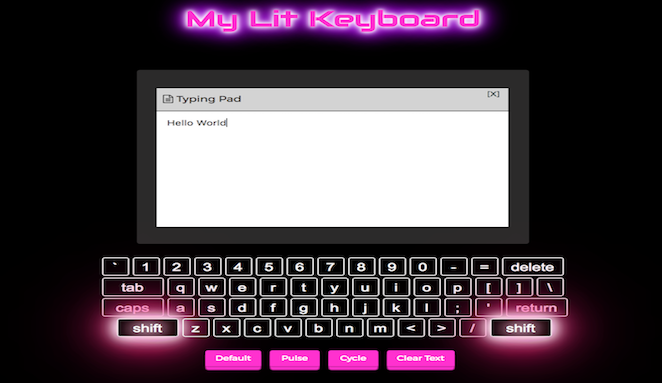 My Lit Keyboard
Typing Pad [X]
Hello World
` 1 2 3 4 5 6 7 8 9 0 - = delete
tab q w e r t y u i o p [ ] \
caps a s d f g h j k l ; ' return
shift z x c v b n m < > / shift
Default Pulse Cycle Clear Text